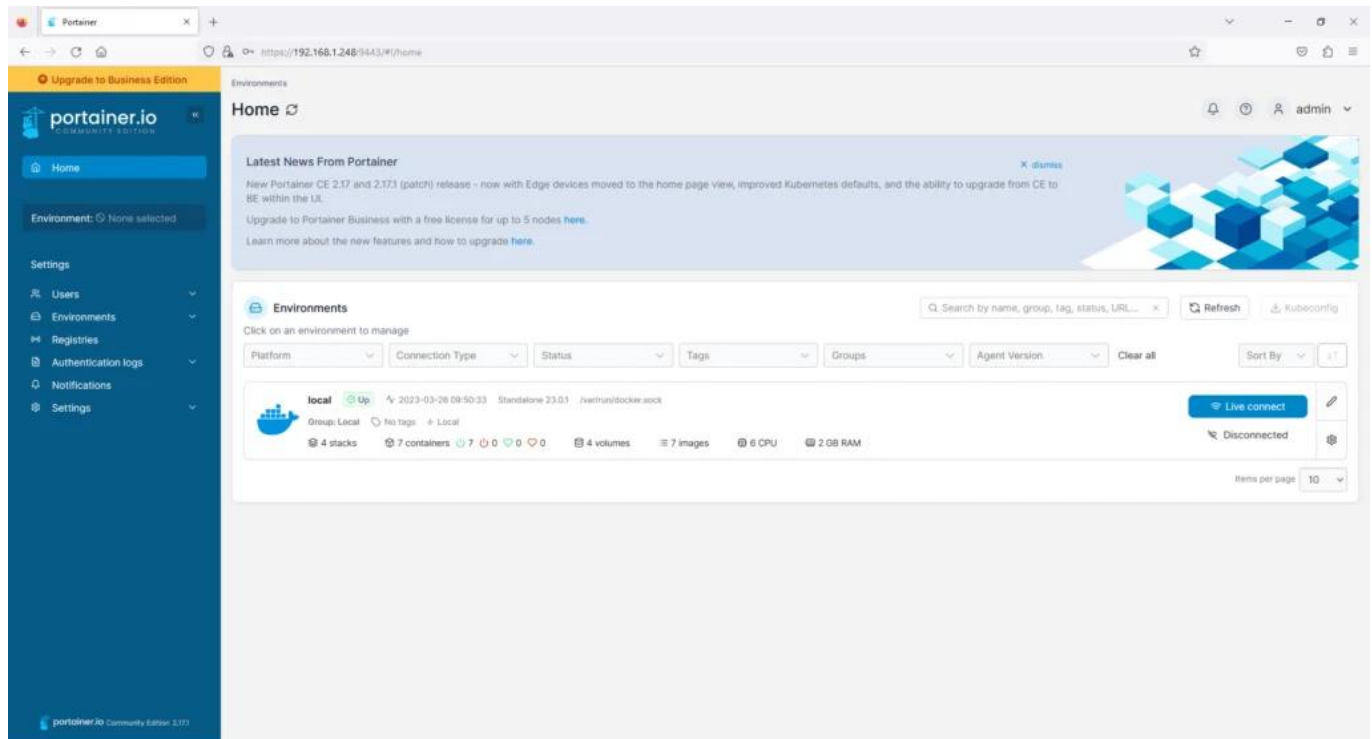 Portainer
https://192.168.1.248:9443/#!/home
Upgrade to Business Edition
portainer.io
COMMUNITY EDITION
Home
Environment: None selected
Settings
Users
Environments
Registries
Authentication logs
Notifications
Settings
portainer.io Community Edition 2.17.1
Environments
Home
admin
Latest News From Portainer
dismiss
New Portainer CE 2.17 and 2.17.1 (patch) release - now with Edge devices moved to the home page view, improved Kubernetes defaults, and the ability to upgrade from CE to
BE within the UI.
Upgrade to Portainer Business with a free license for up to 5 nodes here.
Learn more about the new features and how to upgrade here.
Environments
Search by name, group, tag, status, URL...
Refresh
Kubeconfig
Click on an environment to manage
Platform Connection Type Status Tags Groups Agent Version Clear all Sort By
local Up 2023-03-28 09:50:33 Standalone 23.0.1 /var/run/docker.sock
Group: Local No tags Local
4 stacks 7 containers 7 0 0 0 4 volumes 7 images 6 CPU 2 GB RAM
Live connect
Disconnected
Items per page 10